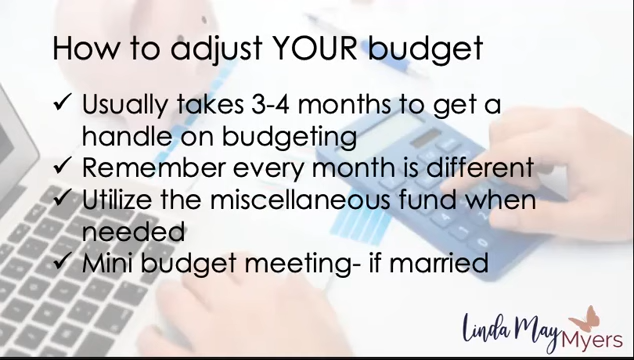 How to adjust YOUR budget
✓ Usually takes 3-4 months to get a
handle on budgeting
✓ Remember every month is different
✓ Utilize the miscellaneous fund when
needed
✓ Mini budget meeting- if married
Linda May Myers